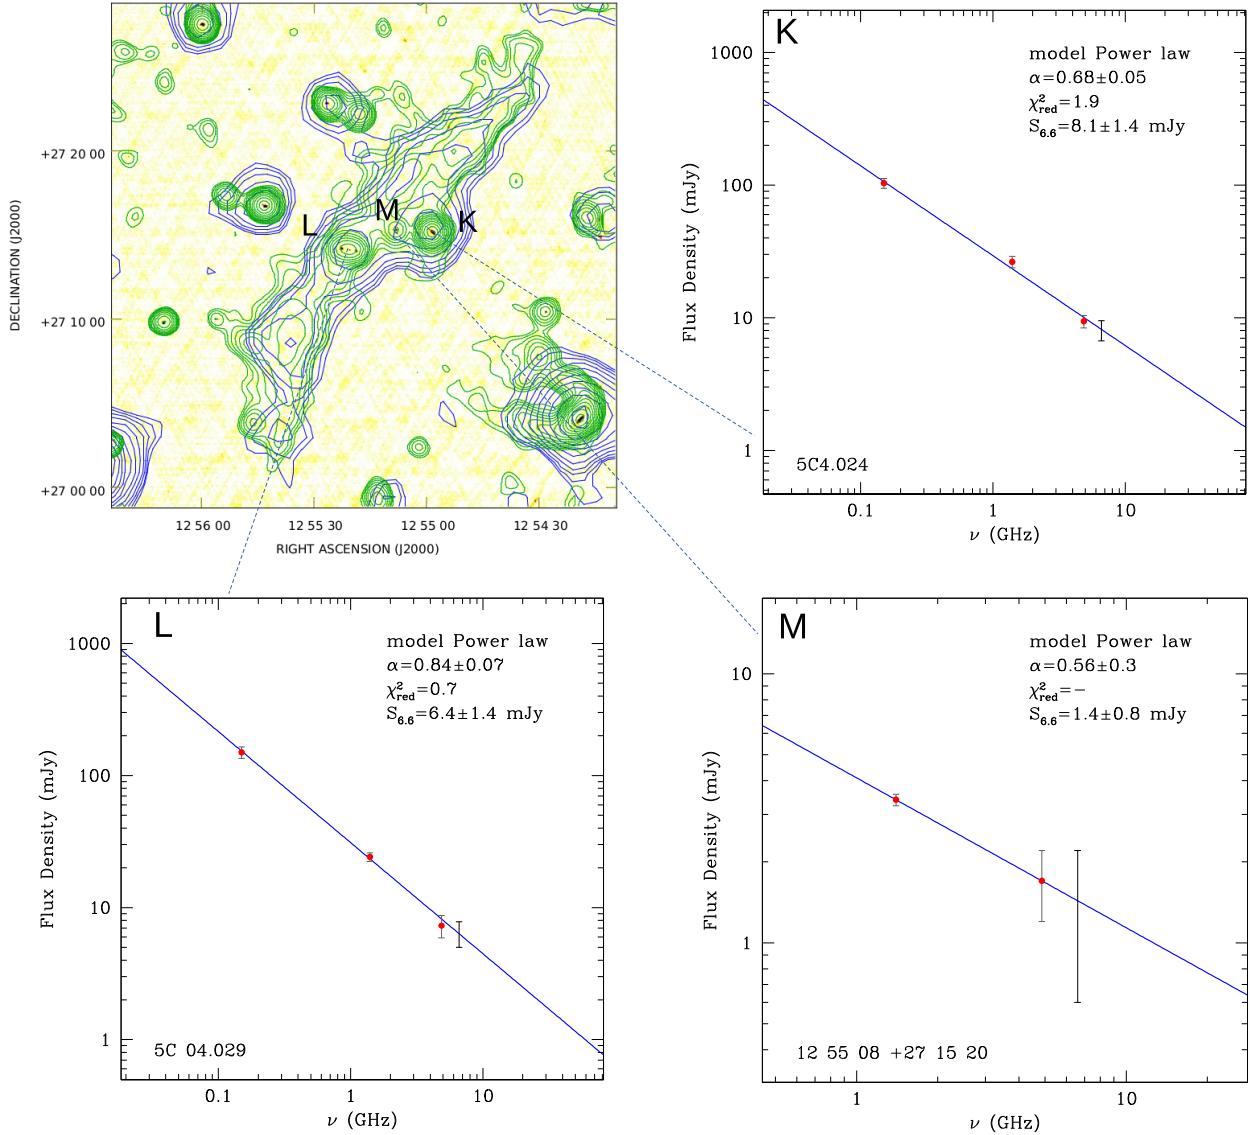 DECLINATION (J2000)
+27 20 00
+27 10 00
+27 00 00
L
M
K
12 56 00
12 55 30
12 55 00
12 54 30
RIGHT ASCENSION (J2000)
K
model Power law
α=0.68±0.05
χ²red=1.9
S6.6=8.1±1.4 mJy
Flux Density (mJy)
1000
100
10
1
5C4.024
0.1
1
10
ν (GHz)
L
model Power law
α=0.84±0.07
χ²red=0.7
S6.6=6.4±1.4 mJy
Flux Density (mJy)
1000
100
10
1
5C 04.029
0.1
1
10
ν (GHz)
M
model Power law
α=0.56±0.3
χ²red=−
S6.6=1.4±0.8 mJy
Flux Density (mJy)
10
1
12 55 08 +27 15 20
1
10
ν (GHz)